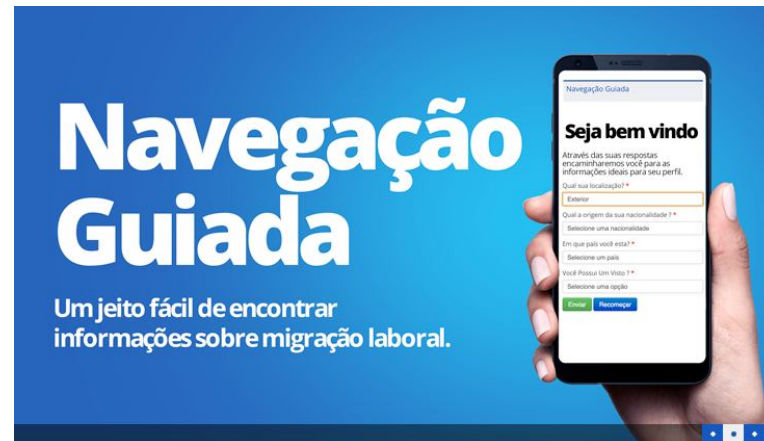 Navegação
Guiada
Um jeito fácil de encontrar
informações sobre migração laboral.
Navegação Guiada
Seja bem vindo
Através das suas respostas
encaminharemos você para as
informações ideais para seu perfil.
Qual sua localização? *
Exterior
Qual a origem da sua nacionalidade ? *
Selecione uma nacionalidade
Em que país você esta? *
Selecione um país
Você Possui Um Visto ? *
Selecione uma opção
Enviar Recomeçar